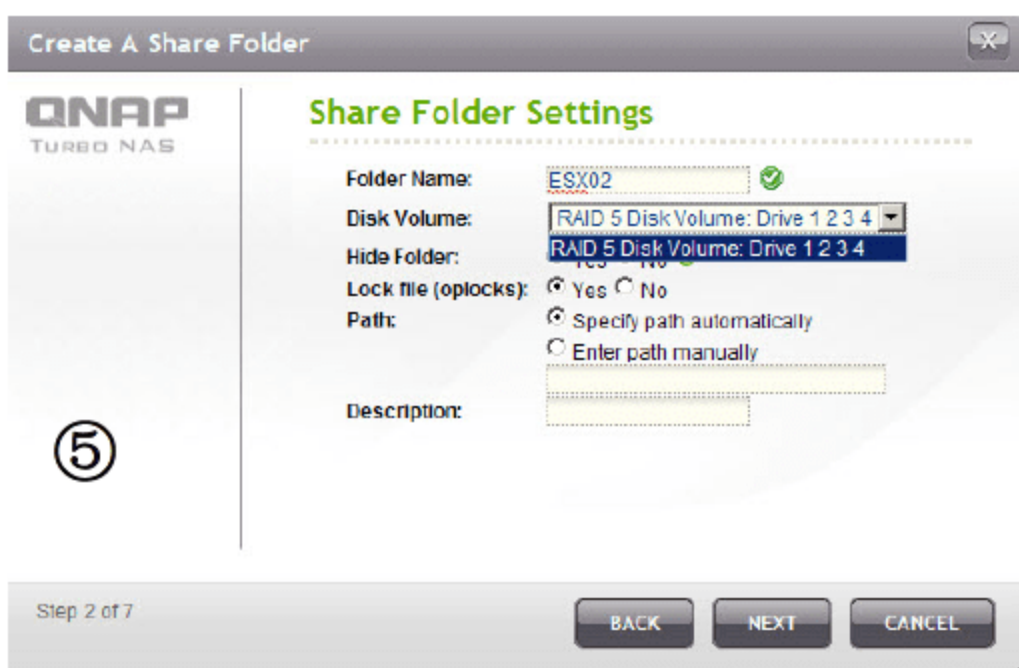 Create A Share Folder
QNAP
TURBO NAS
Share Folder Settings
Folder Name: ESX02
Disk Volume: RAID 5 Disk Volume: Drive 1 2 3 4
RAID 5 Disk Volume: Drive 1 2 3 4
Hide Folder: Yes No
Lock file (oplocks): Yes No
Path: Specify path automatically
Enter path manually
Description:
⑤
Step 2 of 7
BACK NEXT CANCEL